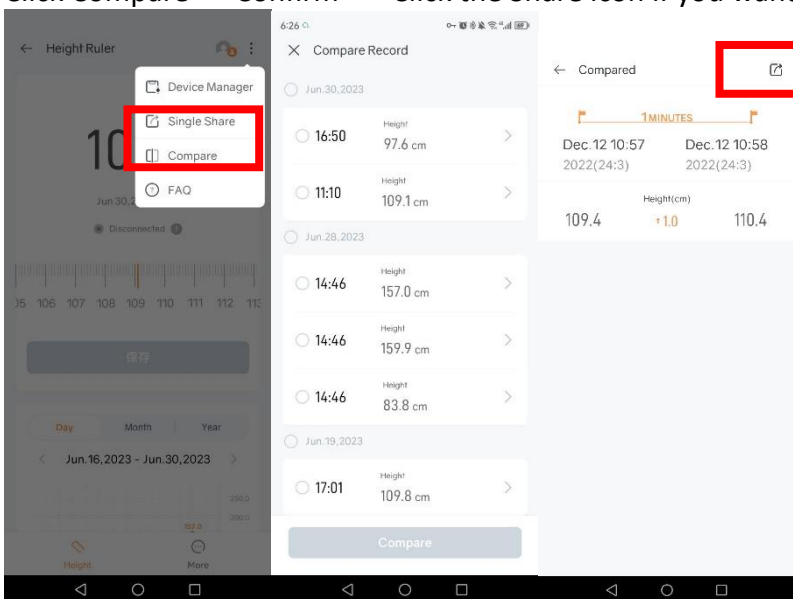 Click Compare
Confirm
Click the Share icon if you want
Height Ruler
Device Manager
Single Share
Compare
FAQ
10
Jun 30, 2
Disconnected
106 107 108 109 110 111 112
保存
Day Month Year
Jun.16,2023 - Jun.30,2023
250.0
200.0
157.0
Height More
6:26
Compare Record
Jun.30,2023
Height
16:50
97.6 cm
Height
11:10
109.1 cm
Jun.28,2023
Height
14:46
157.0 cm
Height
14:46
159.9 cm
Height
14:46
83.8 cm
Jun.19,2023
Height
17:01
109.8 cm
Compare
Compared
1 MINUTES
Dec.12 10:57 Dec.12 10:58
2022(24:3) 2022(24:3)
Height(cm)
109.4 ↑1.0 110.4